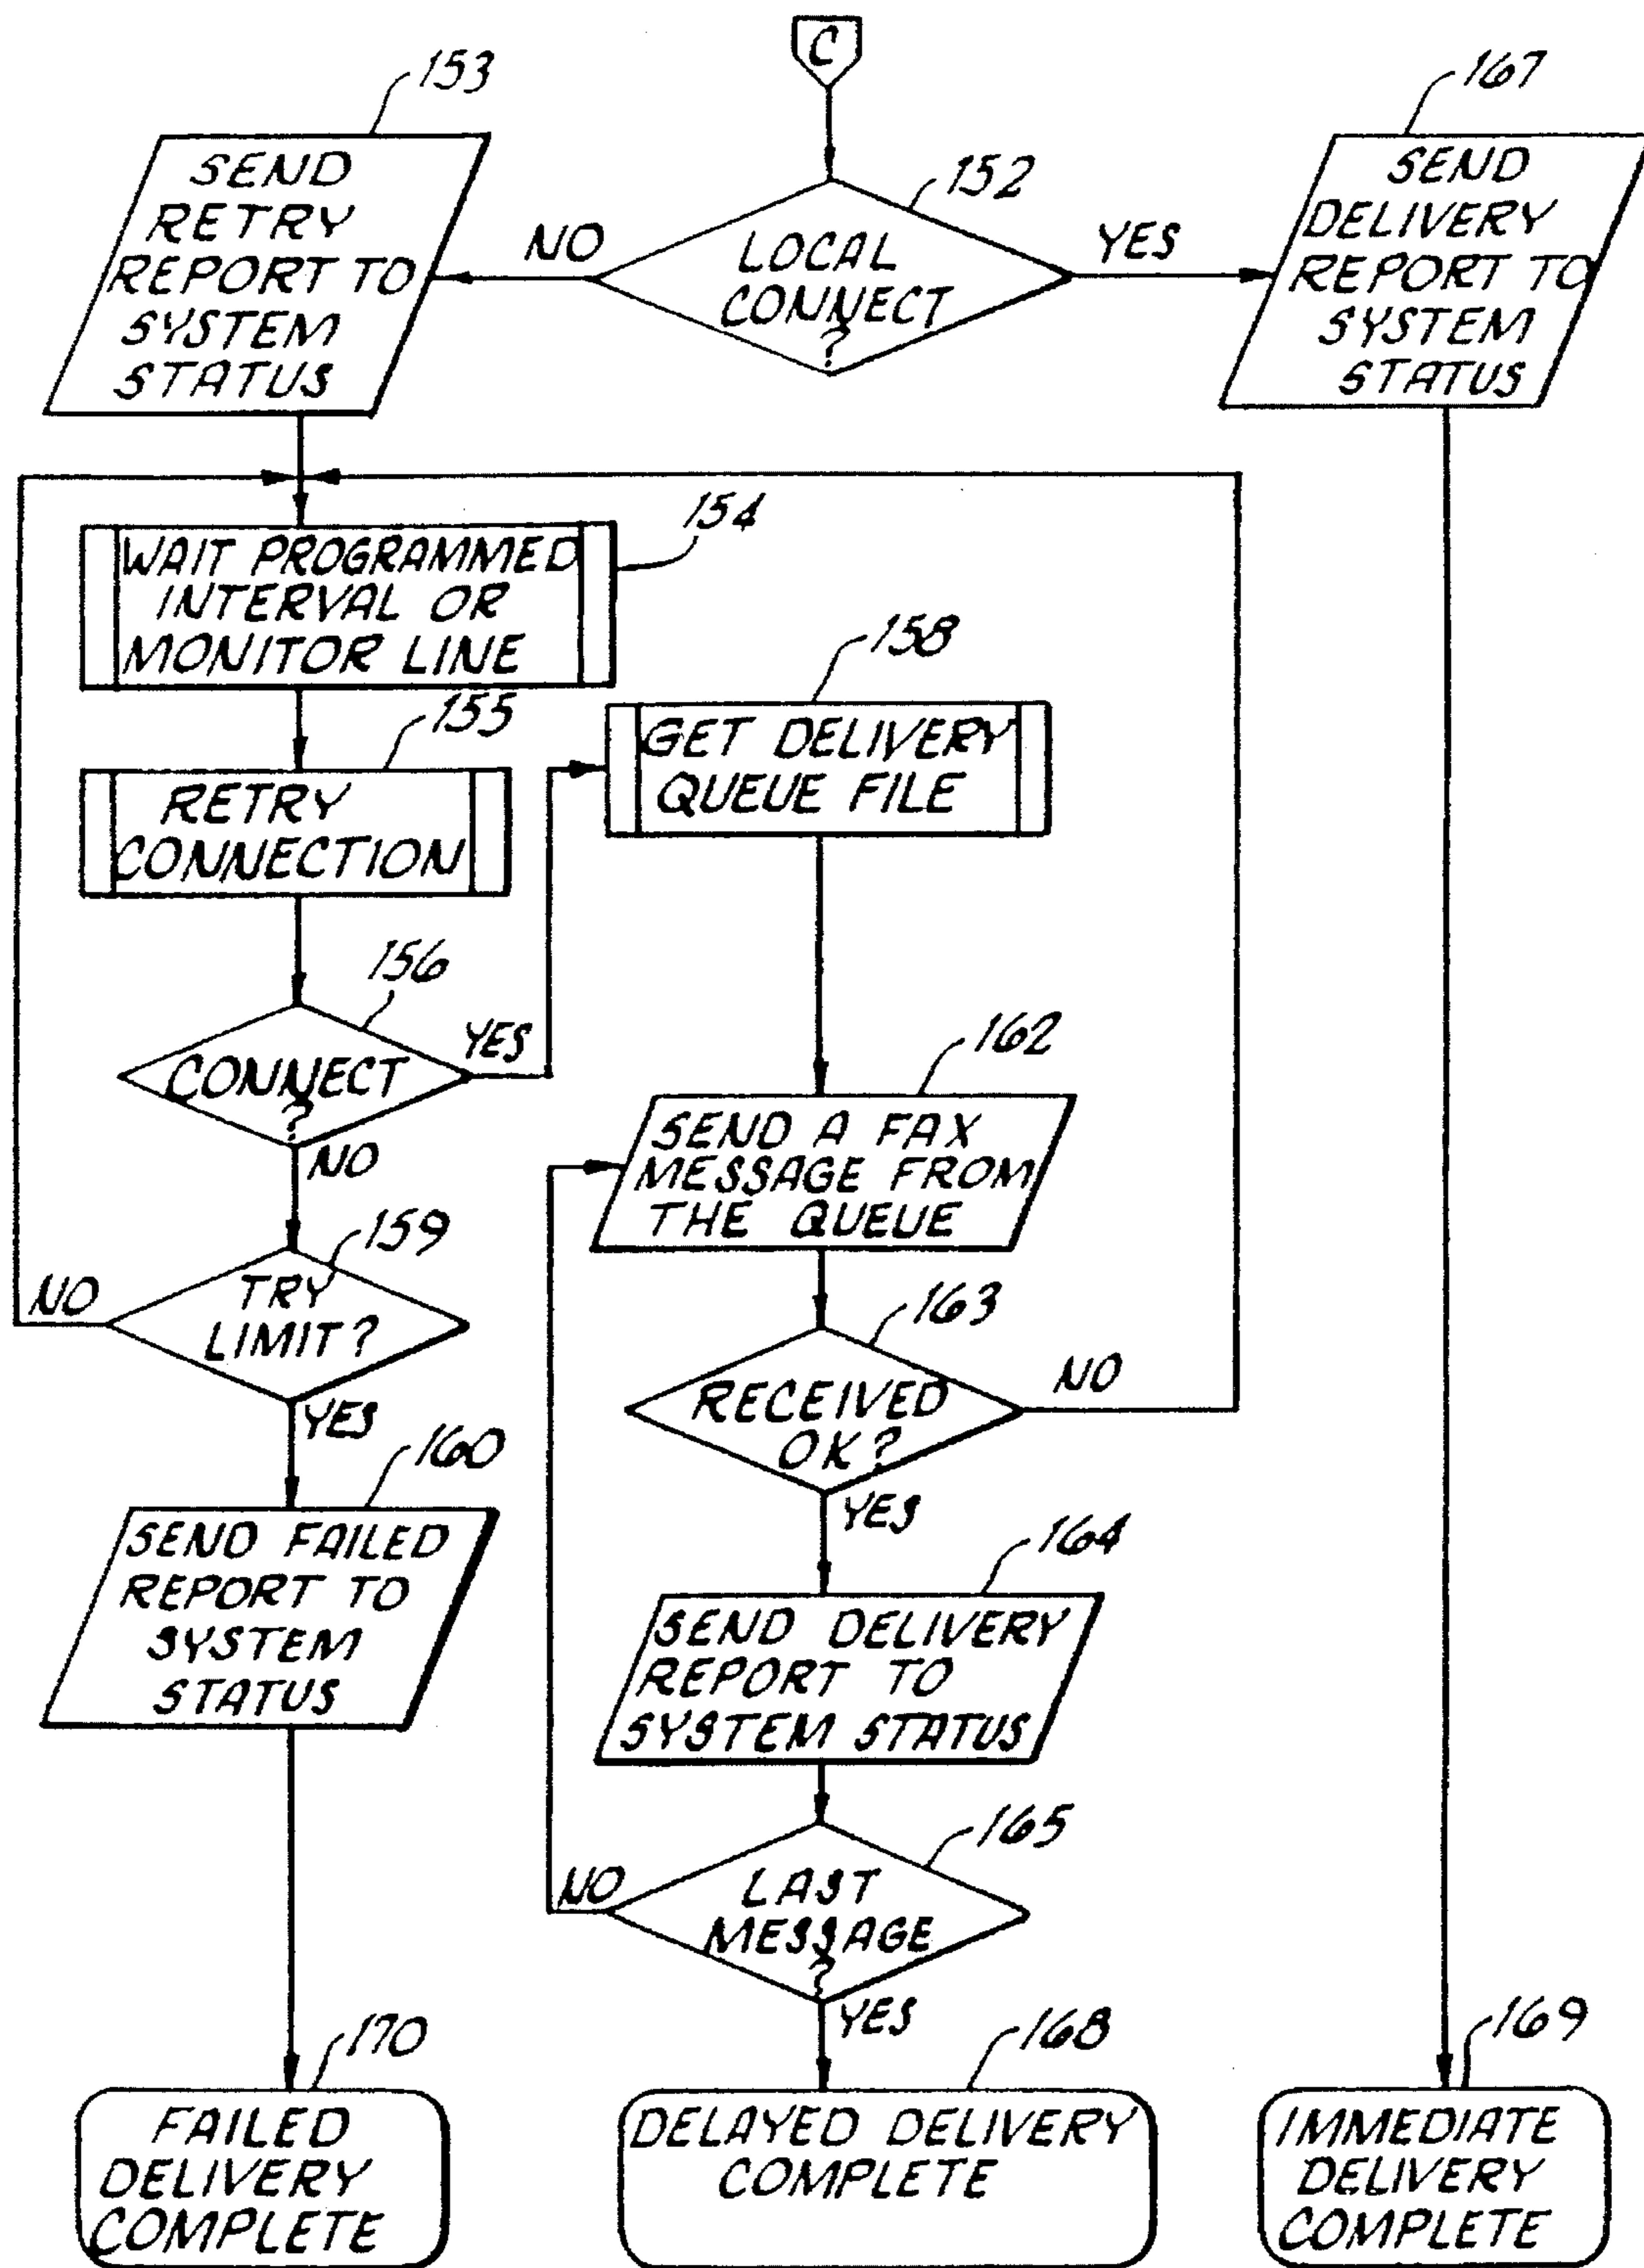 C
153
167
SEND
RETRY
REPORT TO
SYSTEM
STATUS
152
LOCAL
CONNECT
?
NO
YES
SEND
DELIVERY
REPORT TO
SYSTEM
STATUS
154
WAIT PROGRAMMED
INTERVAL OR
MONITOR LINE
155
RETRY
CONNECTION
158
GET DELIVERY
QUEUE FILE
156
CONNECT
?
YES
NO
162
SEND A FAX
MESSAGE FROM
THE QUEUE
159
TRY
LIMIT?
NO
YES
163
RECEIVED
OK?
NO
YES
160
SEND FAILED
REPORT TO
SYSTEM
STATUS
164
SEND DELIVERY
REPORT TO
SYSTEM STATUS
165
LAST
MESSAGE
?
NO
YES
170
FAILED
DELIVERY
COMPLETE
168
DELAYED DELIVERY
COMPLETE
169
IMMEDIATE
DELIVERY
COMPLETE